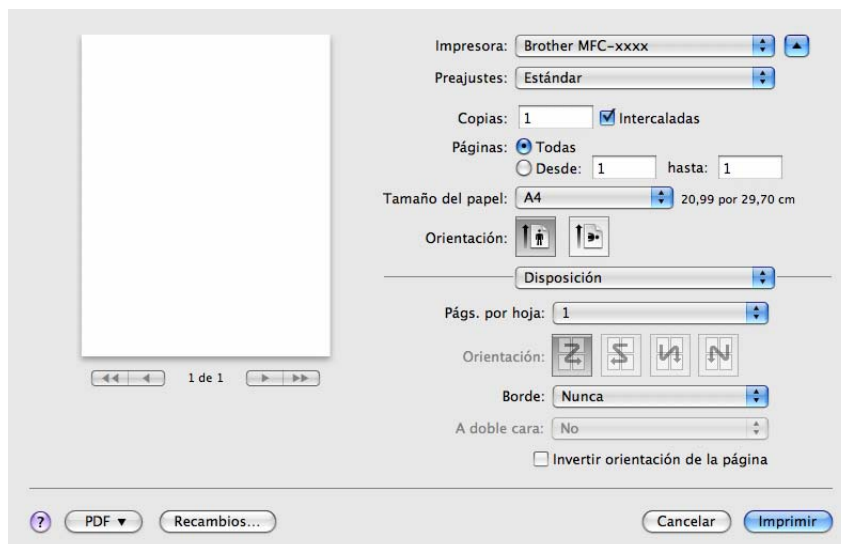 Impresora: Brother MFC-xxxx
Preajustes: Estándar
Copias: 1 Intercaladas
Páginas: Todas
Desde: 1 hasta: 1
Tamaño del papel: A4 20,99 por 29,70 cm
Orientación:
Disposición
Págs. por hoja: 1
Orientación:
Borde: Nunca
A doble cara: No
Invertir orientación de la página
1 de 1
? PDF Recambios... Cancelar Imprimir